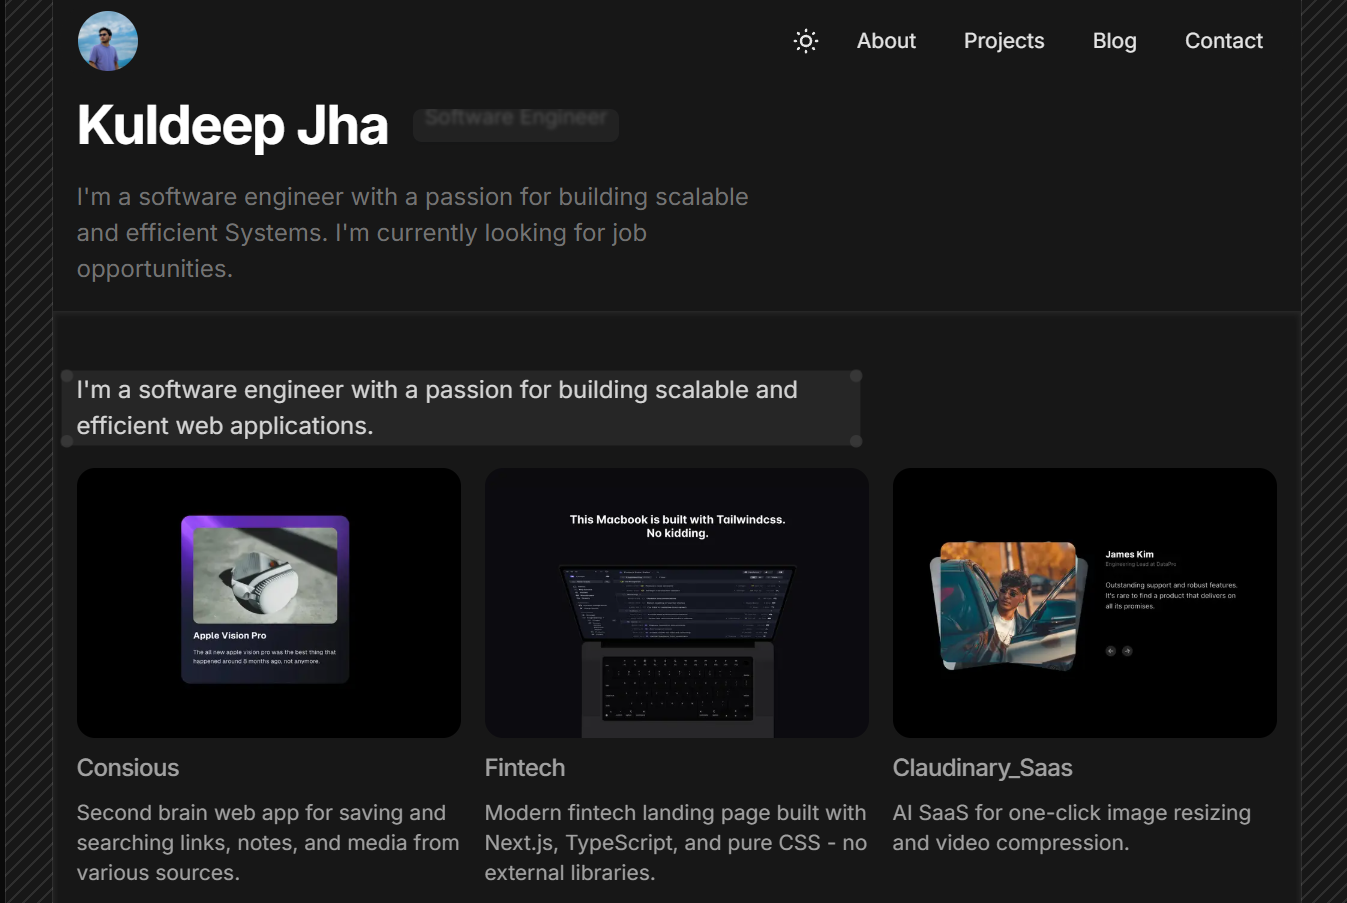 About Projects Blog Contact
Kuldeep Jha
Software Engineer
I'm a software engineer with a passion for building scalable
and efficient Systems. I'm currently looking for job
opportunities.
I'm a software engineer with a passion for building scalable and
efficient web applications.
Apple Vision Pro
The all new apple vision pro was the best thing that
happened around 8 months ago, not anymore.
This Macbook is built with Tailwindcss.
No kidding.
James Kim
Engineering Lead at DataPro
Outstanding support and robust features.
It's rare to find a product that delivers on
all its promises.
Consious
Second brain web app for saving and
searching links, notes, and media from
various sources.
Fintech
Modern fintech landing page built with
Next.js, TypeScript, and pure CSS - no
external libraries.
Claudinary_Saas
AI SaaS for one-click image resizing
and video compression.